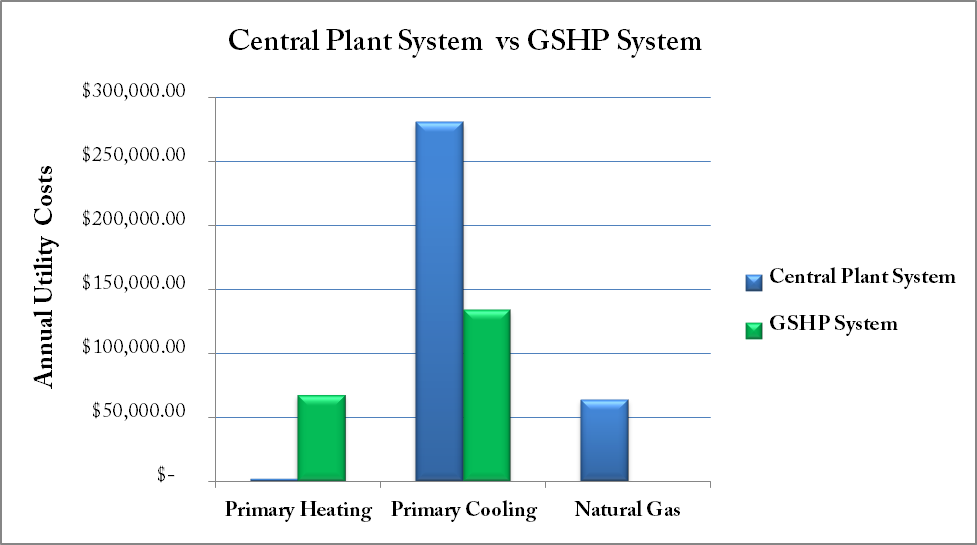 Central Plant System vs GSHP System
Annual Utility Costs
$300,000.00
$250,000.00
$200,000.00
$150,000.00
$100,000.00
$50,000.00
$-
Primary Heating
Primary Cooling
Natural Gas
Central Plant System
GSHP System